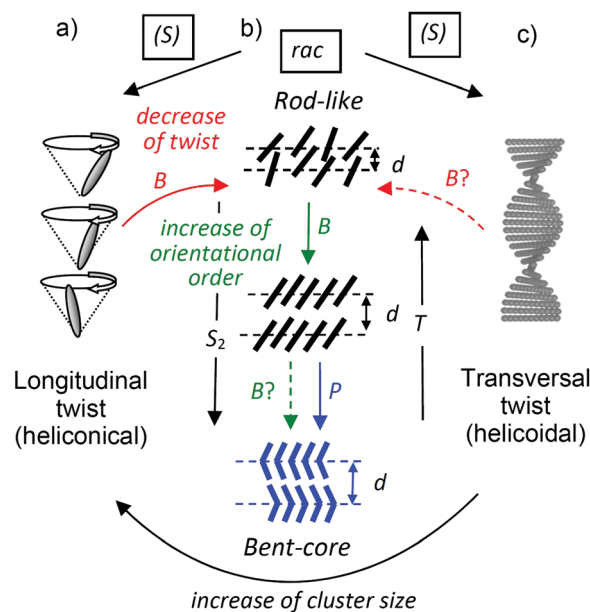 a)
(S)
b)
rac
(S)
c)
Rod-like
decrease
of twist
d
B
B?
increase of
orientational
order
B
d
S2
T
Longitudinal
twist
(heliconical)
B?
P
Transversal
twist
(helicoidal)
d
Bent-core
increase of cluster size